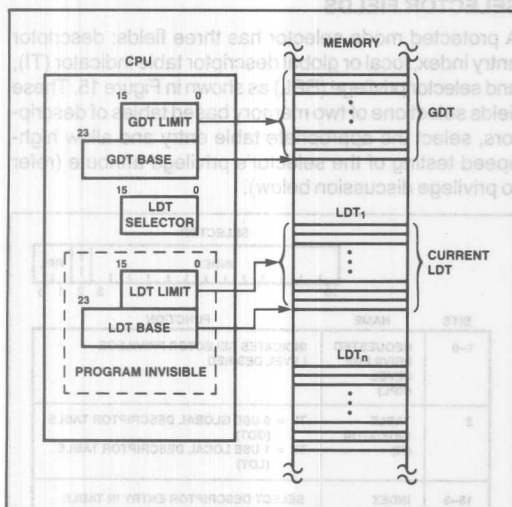 SELECTOR FIELDS
A protected mode selector has three fields: descriptor
entry index, local or global descriptor table indicator (TI),
and selector privilege (RPL) as shown in Figure 15. These
fields select one of two memory based tables of descrip-
tors, select the appropriate table entry and allow high-
speed testing of the selector's privilege attribute (refer
to privilege discussion below).
CPU
MEMORY
15 0
GDT LIMIT
23
GDT BASE
GDT
15 0
LDT
SELECTOR
LDT1
15 0
LDT LIMIT
23
LDT BASE
PROGRAM INVISIBLE
CURRENT
LDT
LDTn
SELECTOR
BITS NAME FUNCTION
1–0 REQUESTED PRIVILEGE LEVEL (RPL) INDICATES SELECTOR PRIVILEGE LEVEL DESIRED
2 TABLE INDICATOR (TI) TI = 0 USE GLOBAL DESCRIPTOR TABLE (GDT)
TI = 1 USE LOCAL DESCRIPTOR TABLE (LDT)
15–3 INDEX SELECT DESCRIPTOR ENTRY IN TABLE